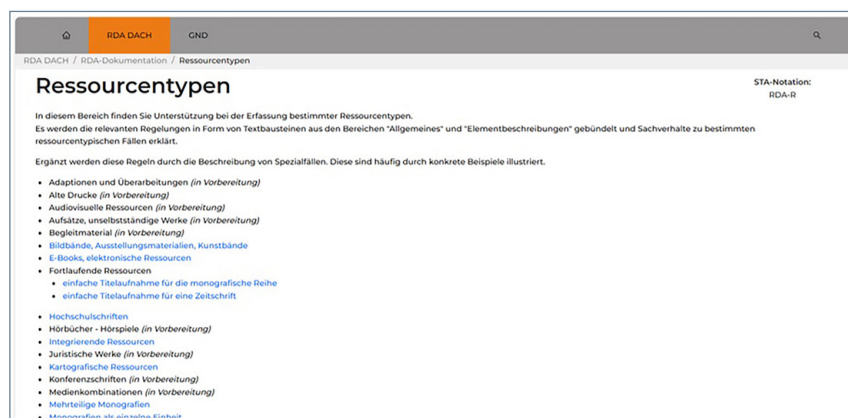 RDA DACH GND
RDA DACH / RDA-Dokumentation / Ressourcentypen
Ressourcentypen
STA-Notation:
RDA-R
In diesem Bereich finden Sie Unterstützung bei der Erfassung bestimmter Ressourcentypen.
Es werden die relevanten Regelungen in Form von Textbausteinen aus den Bereichen "Allgemeines" und "Elementbeschreibungen" gebündelt und Sachverhalte zu bestimmten
ressourcentypischen Fällen erklärt.
Ergänzt werden diese Regeln durch die Beschreibung von Spezialfällen. Diese sind häufig durch konkrete Beispiele illustriert.
• Adaptionen und Überarbeitungen (in Vorbereitung)
• Alte Drucke (in Vorbereitung)
• Audiovisuelle Ressourcen (in Vorbereitung)
• Aufsätze, unselbstständige Werke (in Vorbereitung)
• Begleitmaterial (in Vorbereitung)
• Bildbände, Ausstellungsmaterialien, Kunstbände
• E-Books, elektronische Ressourcen
• Fortlaufende Ressourcen
• einfache Titelaufnahme für die monografische Reihe
• einfache Titelaufnahme für eine Zeitschrift
• Hochschulschriften
• Hörbücher - Hörspiele (in Vorbereitung)
• Integrierende Ressourcen
• Juristische Werke (in Vorbereitung)
• Kartografische Ressourcen
• Konferenzschriften (in Vorbereitung)
• Medienkombinationen (in Vorbereitung)
• Mehrteilige Monografien
• Monografien als einzelne Einheit